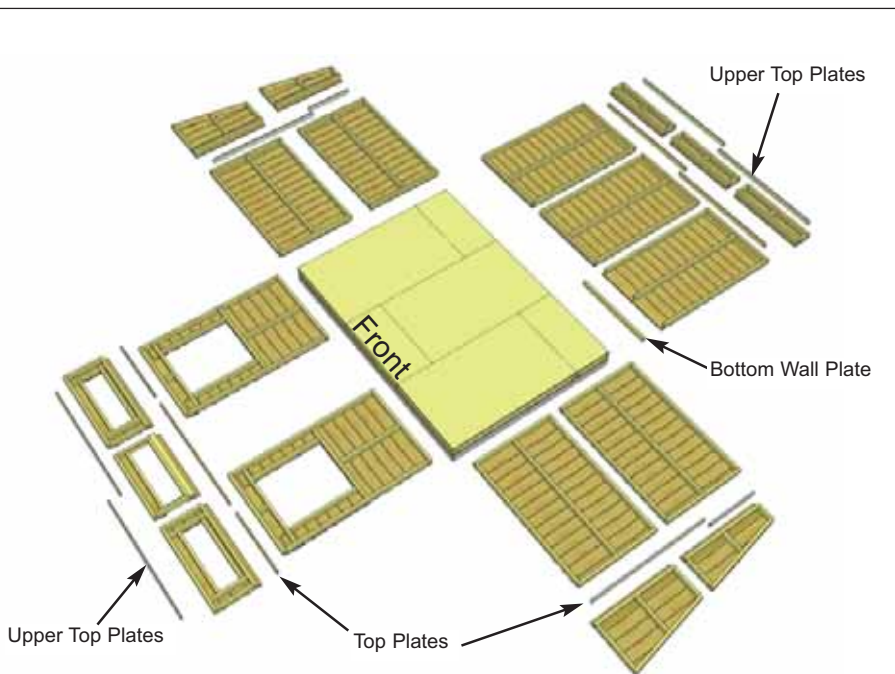 Upper Top Plates
Front
Bottom Wall Plate
Upper Top Plates
Top Plates